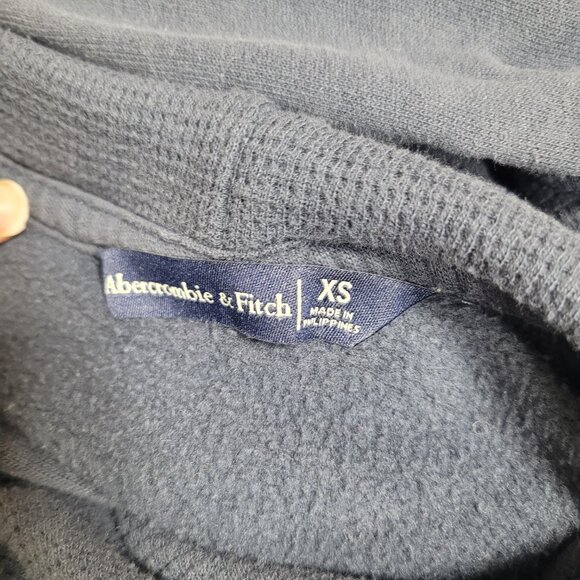 Abercrombie & Fitch
XS
MADE IN
PHILIPPINES